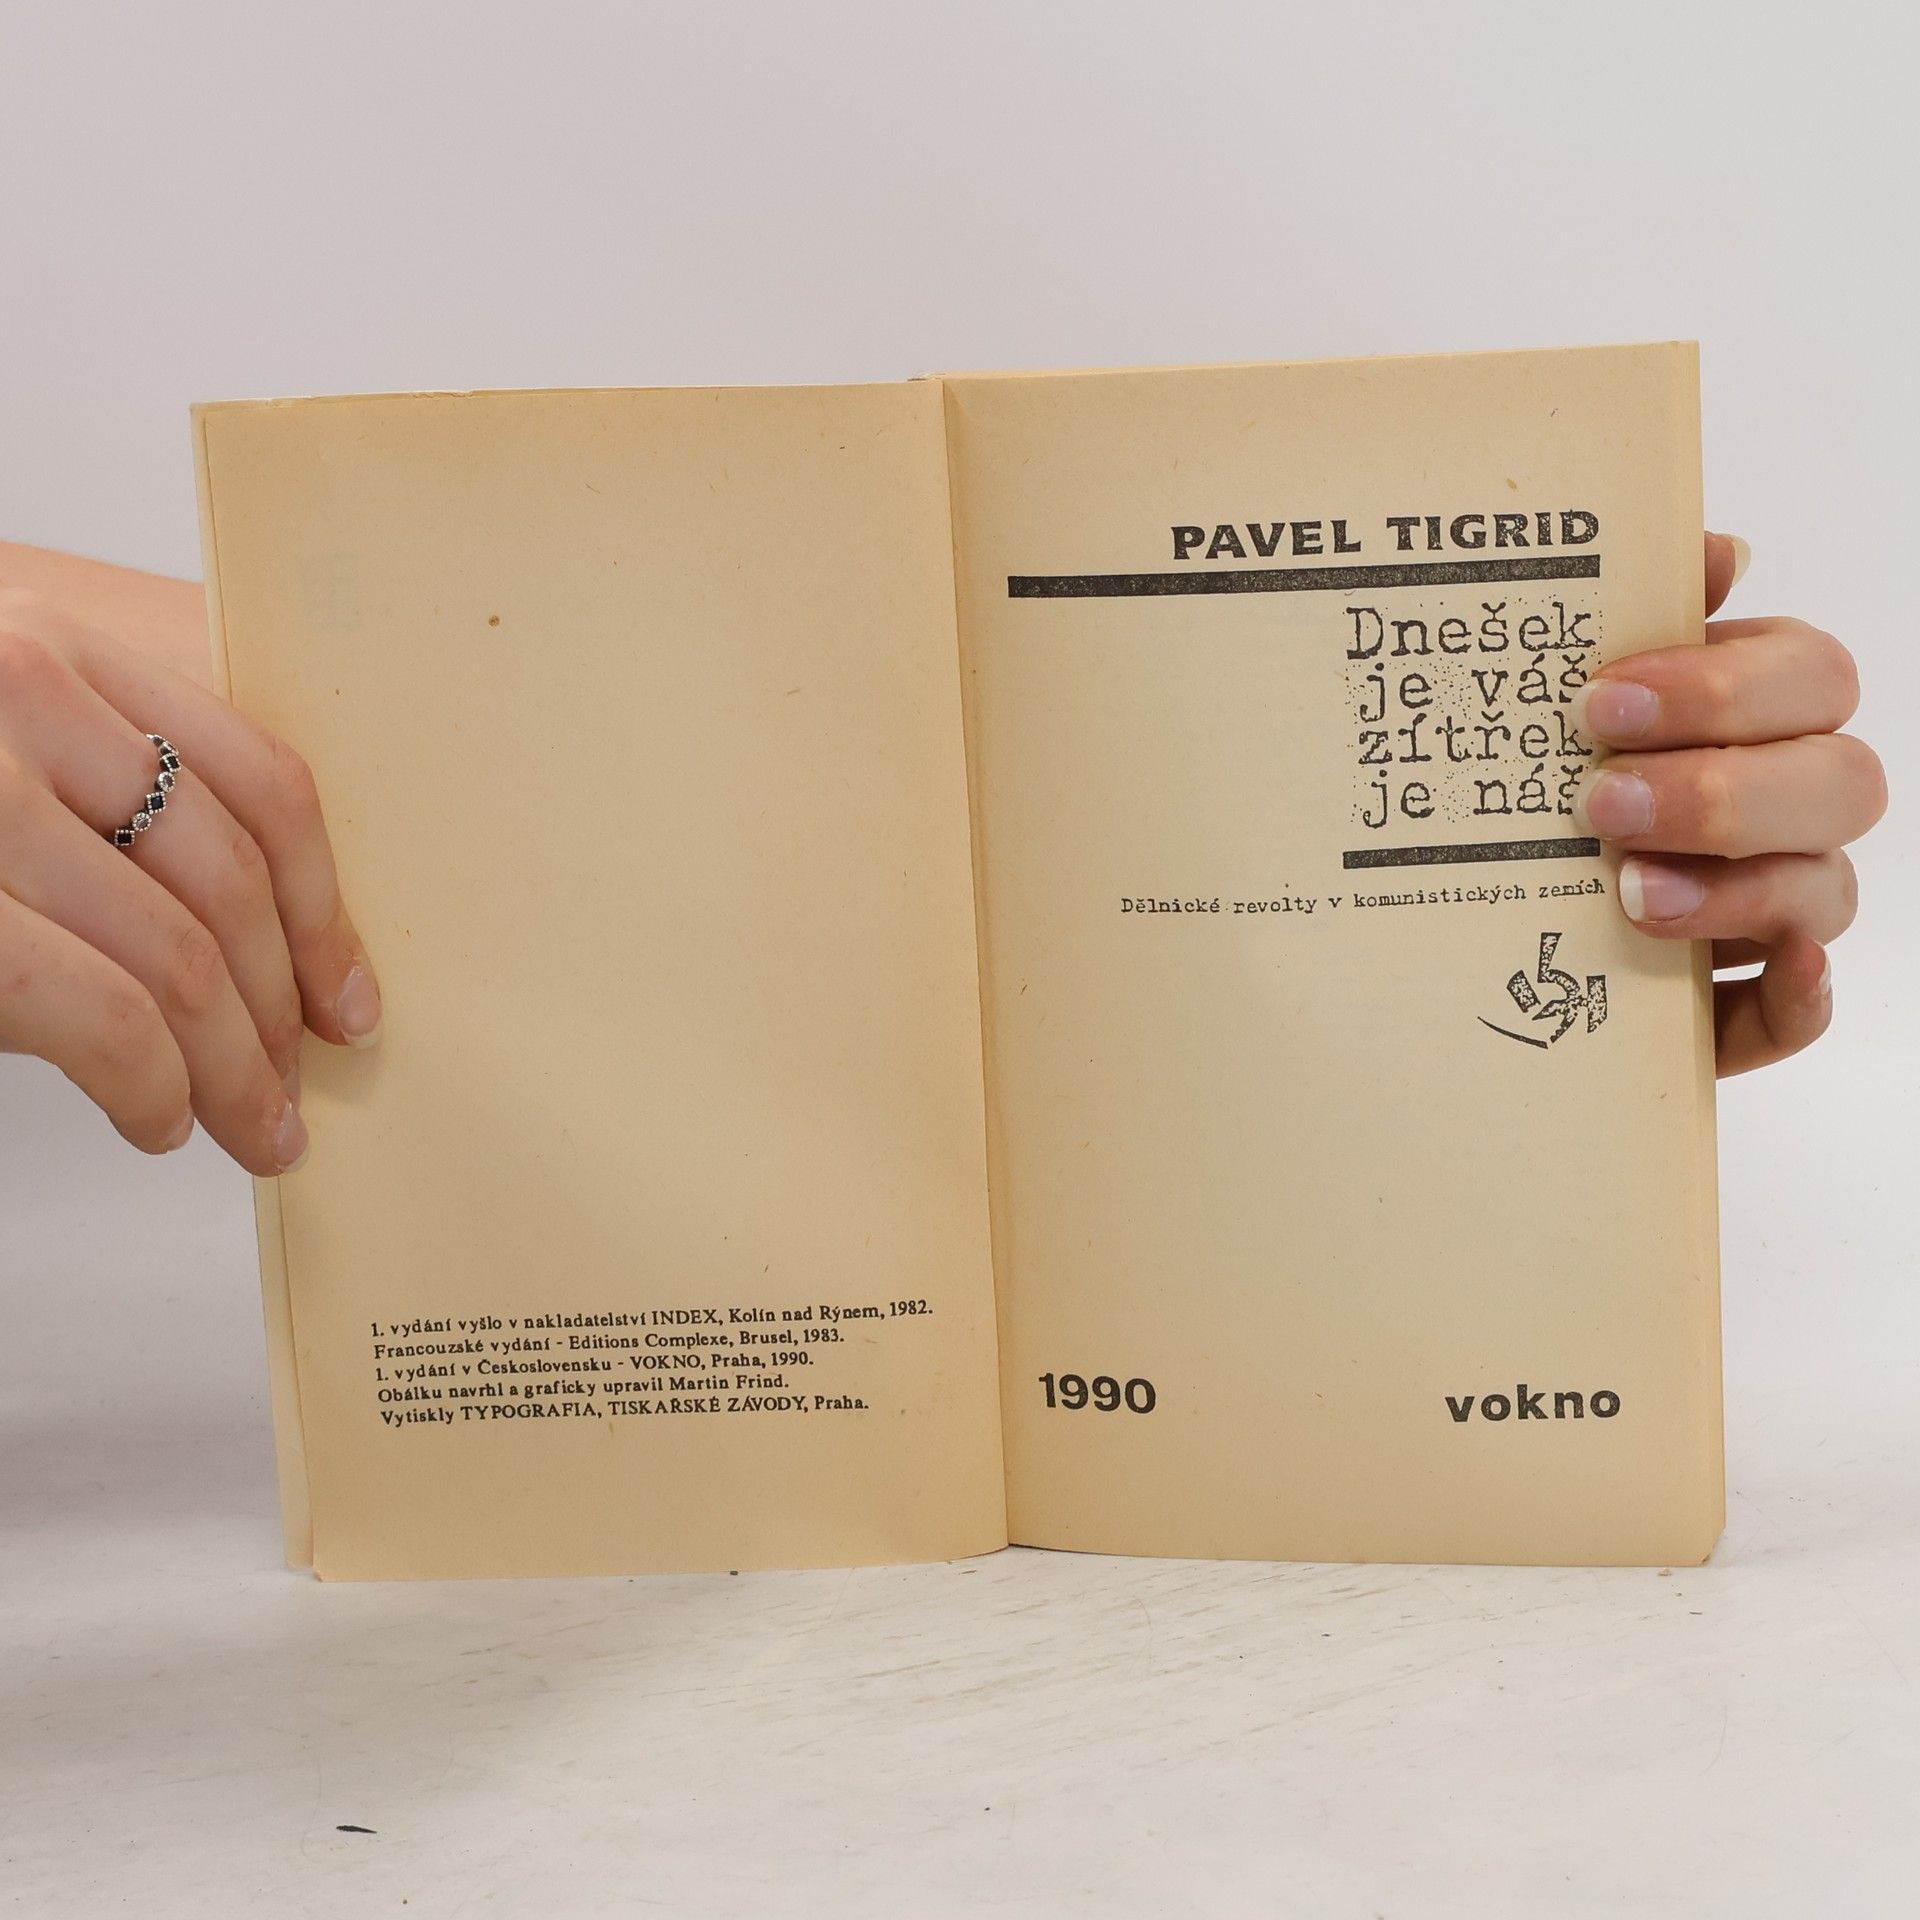 1. vydání vyšlo v nakladatelství INDEX, Kolín nad Rýnem, 1982.
Francouzské vydání - Editions Complexe, Brusel, 1983.
1. vydání v Československu - VOKNO, Praha, 1990.
Obálku navrhl a graficky upravil Martin Frind.
Vytiskly TYPOGRAFIA, TISKAŘSKÉ ZÁVODY, Praha.
PAVEL TIGRID
Dnešek
je váš
zítřek
je náš
Dělnické revolty v komunistických zemích
1990
vokno